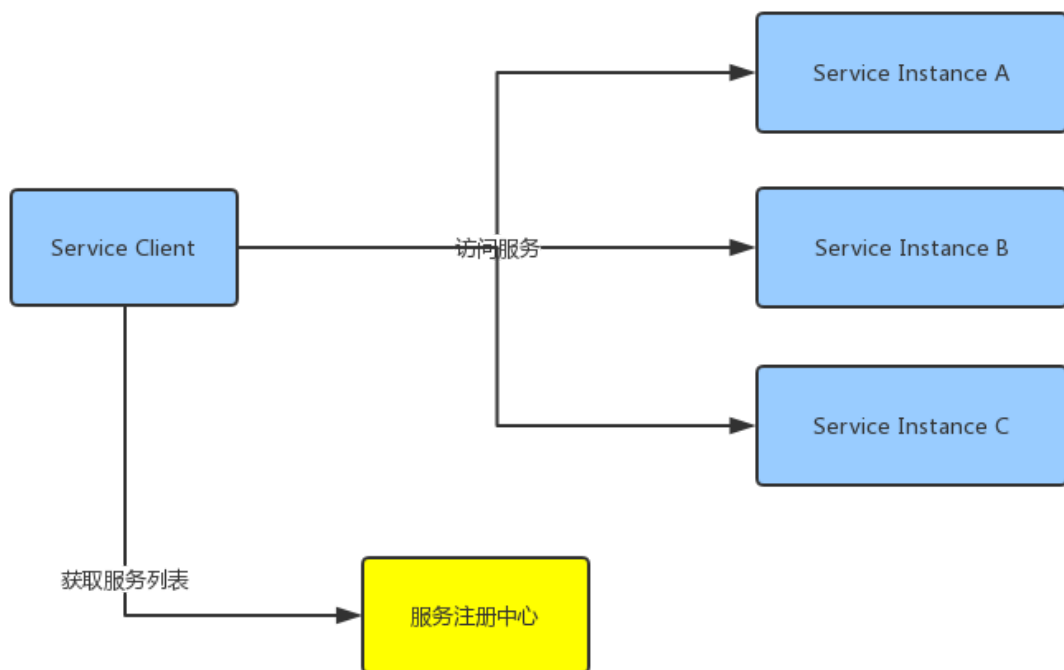 Service Instance A
Service Client
访问服务
Service Instance B
Service Instance C
获取服务列表
服务注册中心